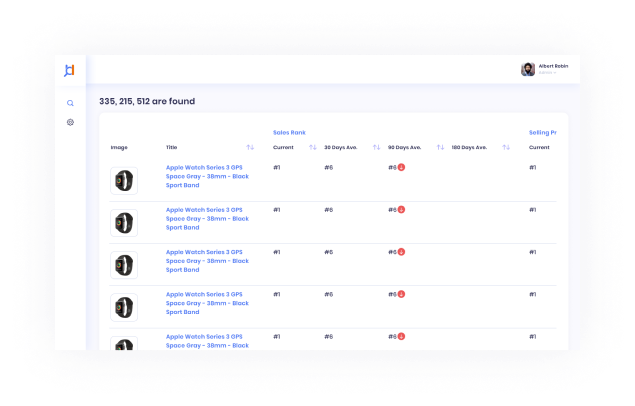 Albert Robin
Admin
335, 215, 512 are found
Sales Rank
Selling Pr
Image Title Current 30 Days Ave. 90 Days Ave. 180 Days Ave. Current
Apple Watch Series 3 GPS #1 #6 #6 #1
Space Gray - 38mm - Black
Sport Band
Apple Watch Series 3 GPS #1 #6 #6 #1
Space Gray - 38mm - Black
Sport Band
Apple Watch Series 3 GPS #1 #6 #6 #1
Space Gray - 38mm - Black
Sport Band
Apple Watch Series 3 GPS #1 #6 #6 #1
Space Gray - 38mm - Black
Sport Band
Apple Watch Series 3 GPS #1 #6 #6 #1
Space Gray - 38mm - Black